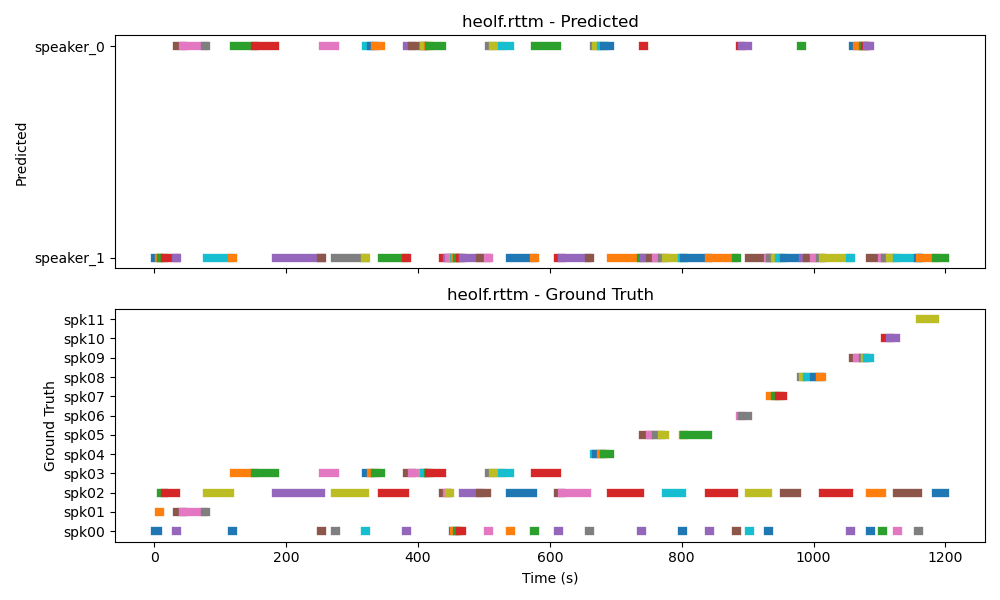 heolf.rttm - Predicted
speaker_0
Predicted
speaker_1
heolf.rttm - Ground Truth
spk11
spk10
spk09
spk08
spk07
spk06
spk05
spk04
spk03
spk02
spk01
spk00
Ground Truth
0 200 400 600 800 1000 1200
Time (s)